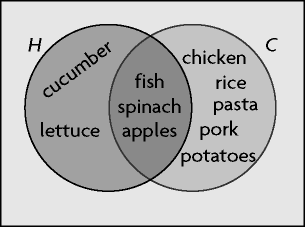 H
C
cucumber
lettuce
fish
spinach
apples
chicken
rice
pasta
pork
potatoes